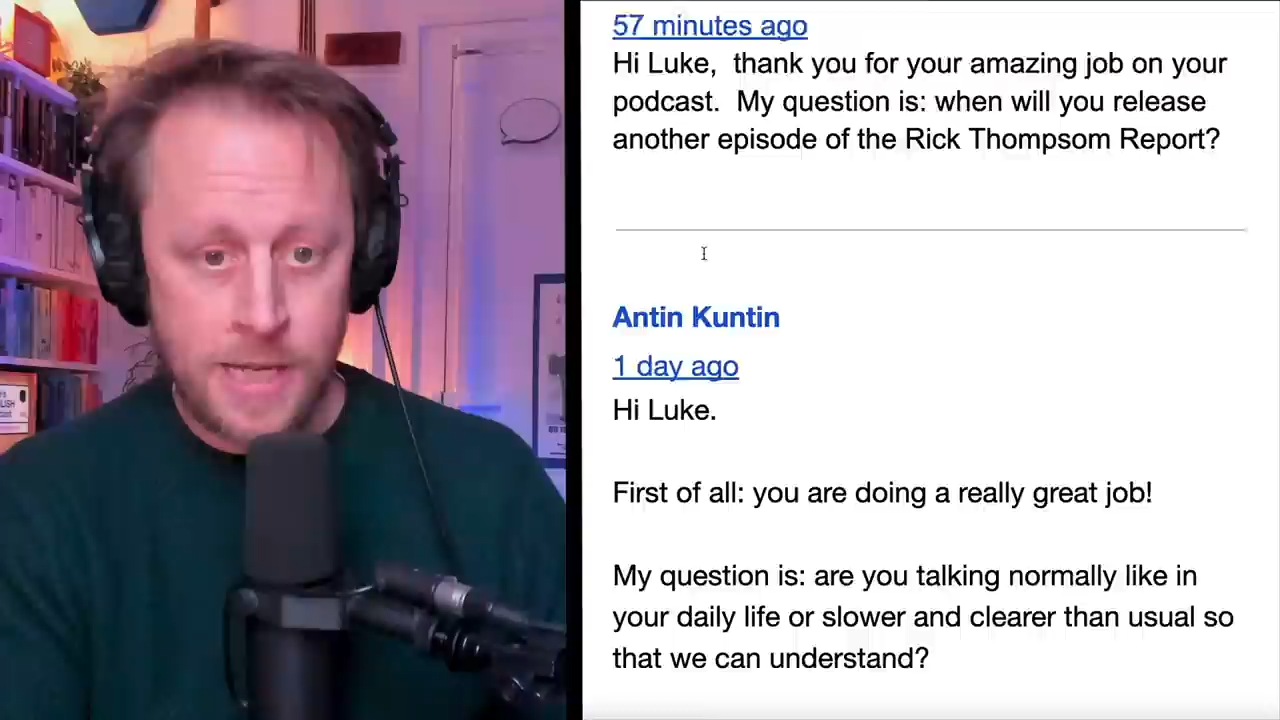 57 minutes ago
Hi Luke, thank you for your amazing job on your
podcast. My question is: when will you release
another episode of the Rick Thompsom Report?
Antin Kuntin
1 day ago
Hi Luke.
First of all: you are doing a really great job!
My question is: are you talking normally like in
your daily life or slower and clearer than usual so
that we can understand?